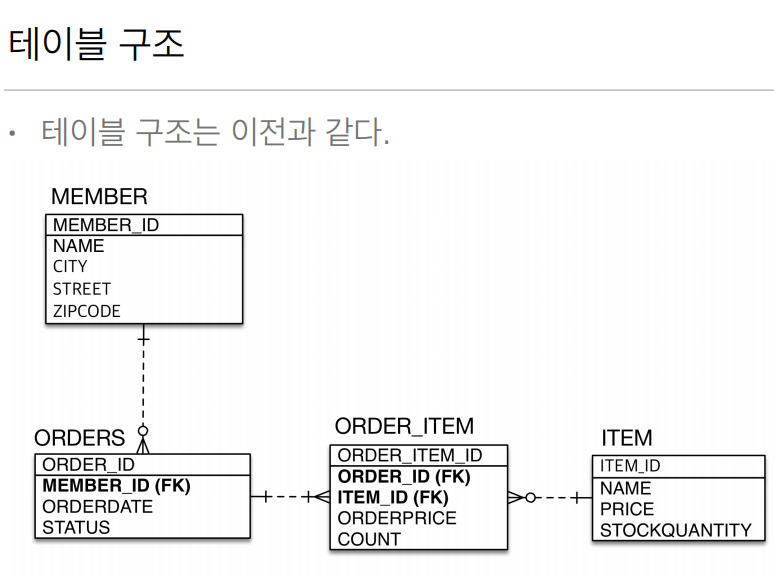 테이블 구조
• 테이블 구조는 이전과 같다.
MEMBER
MEMBER_ID
NAME
CITY
STREET
ZIPCODE
ORDERS
ORDER_ID
MEMBER_ID (FK)
ORDERDATE
STATUS
ORDER_ITEM
ORDER_ITEM_ID
ORDER_ID (FK)
ITEM_ID (FK)
ORDERPRICE
COUNT
ITEM
ITEM_ID
NAME
PRICE
STOCKQUANTITY